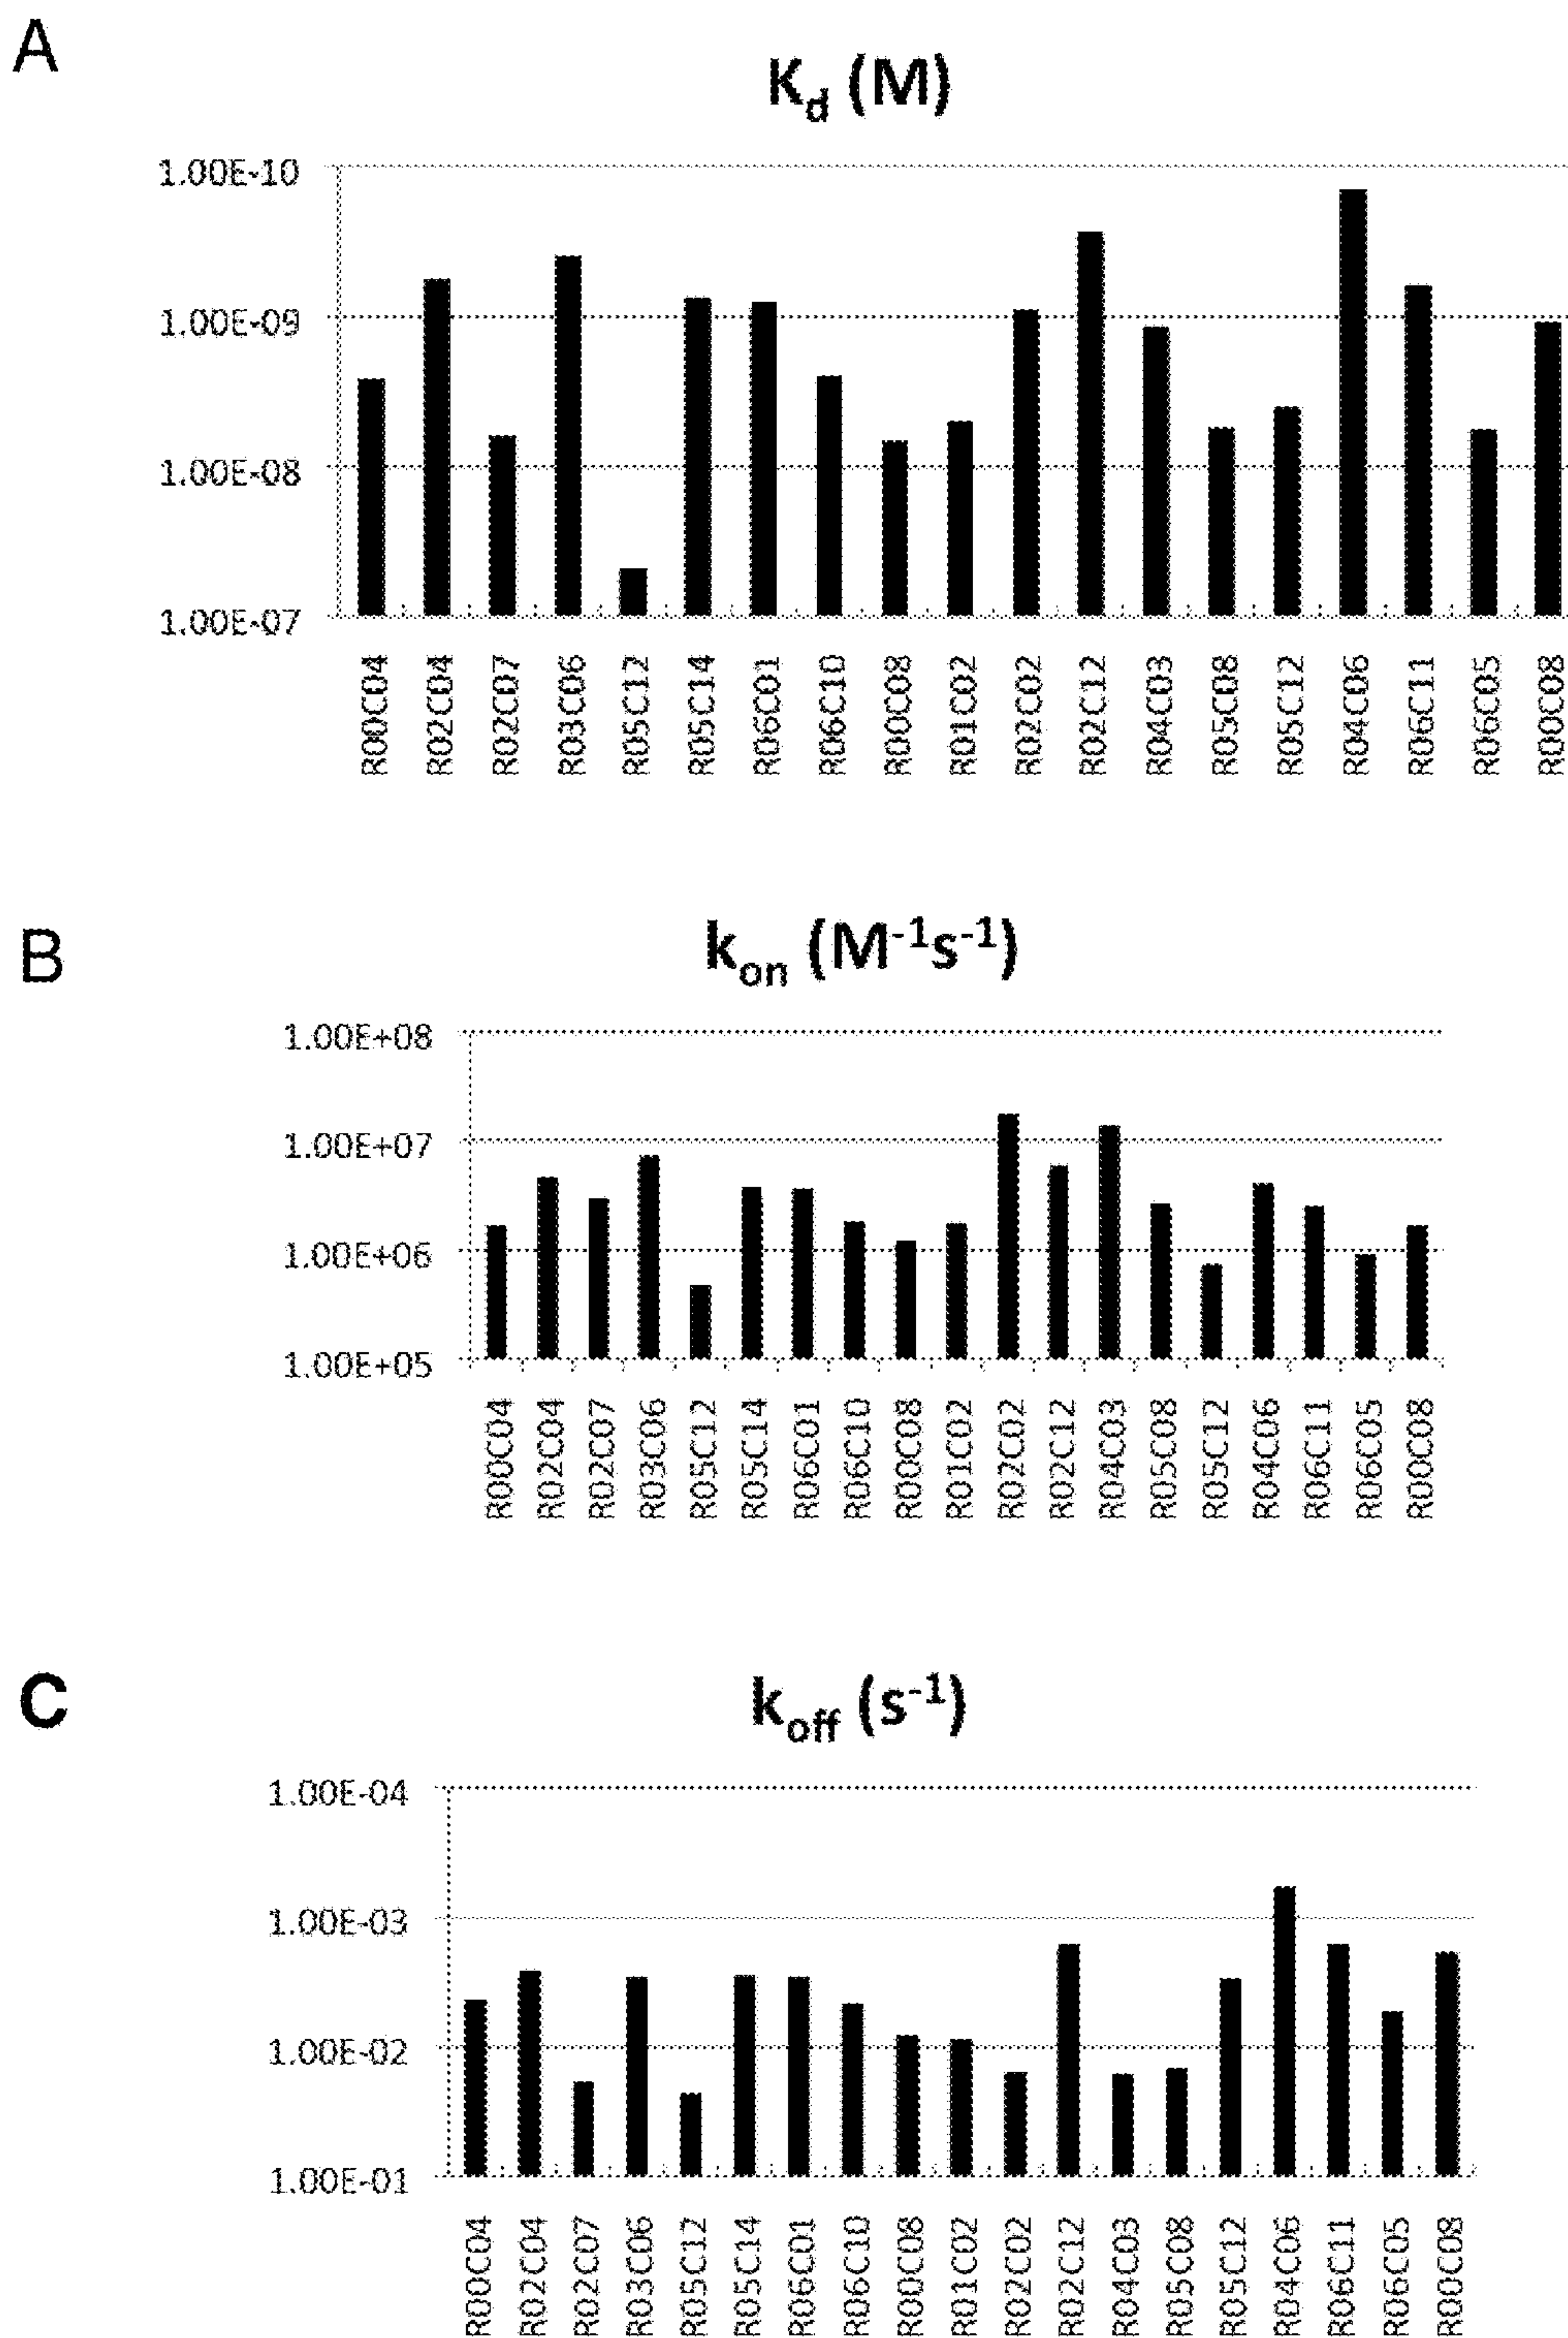 A
Kd (M)
1.00E-10
1.00E-09
1.00E-08
1.00E-07
R00C04 R02C04 R02C07 R03C06 R05C12 R05C14 R06C01 R06C10 R00C08 R01C02 R02C02 R02C12 R04C03 R05C08 R05C12 R04C06 R06C11 R06C05 R00C08
B
kon (M-1s-1)
1.00E+08
1.00E+07
1.00E+06
1.00E+05
R00C04 R02C04 R02C07 R03C06 R05C12 R05C14 R06C01 R06C10 R00C08 R01C02 R02C02 R02C12 R04C03 R05C08 R05C12 R04C06 R06C11 R06C05 R00C08
C
koff (s-1)
1.00E-04
1.00E-03
1.00E-02
1.00E-01
R00C04 R02C04 R02C07 R03C06 R05C12 R05C14 R06C01 R06C10 R00C08 R01C02 R02C02 R02C12 R04C03 R05C08 R05C12 R04C06 R06C11 R06C05 R00C08